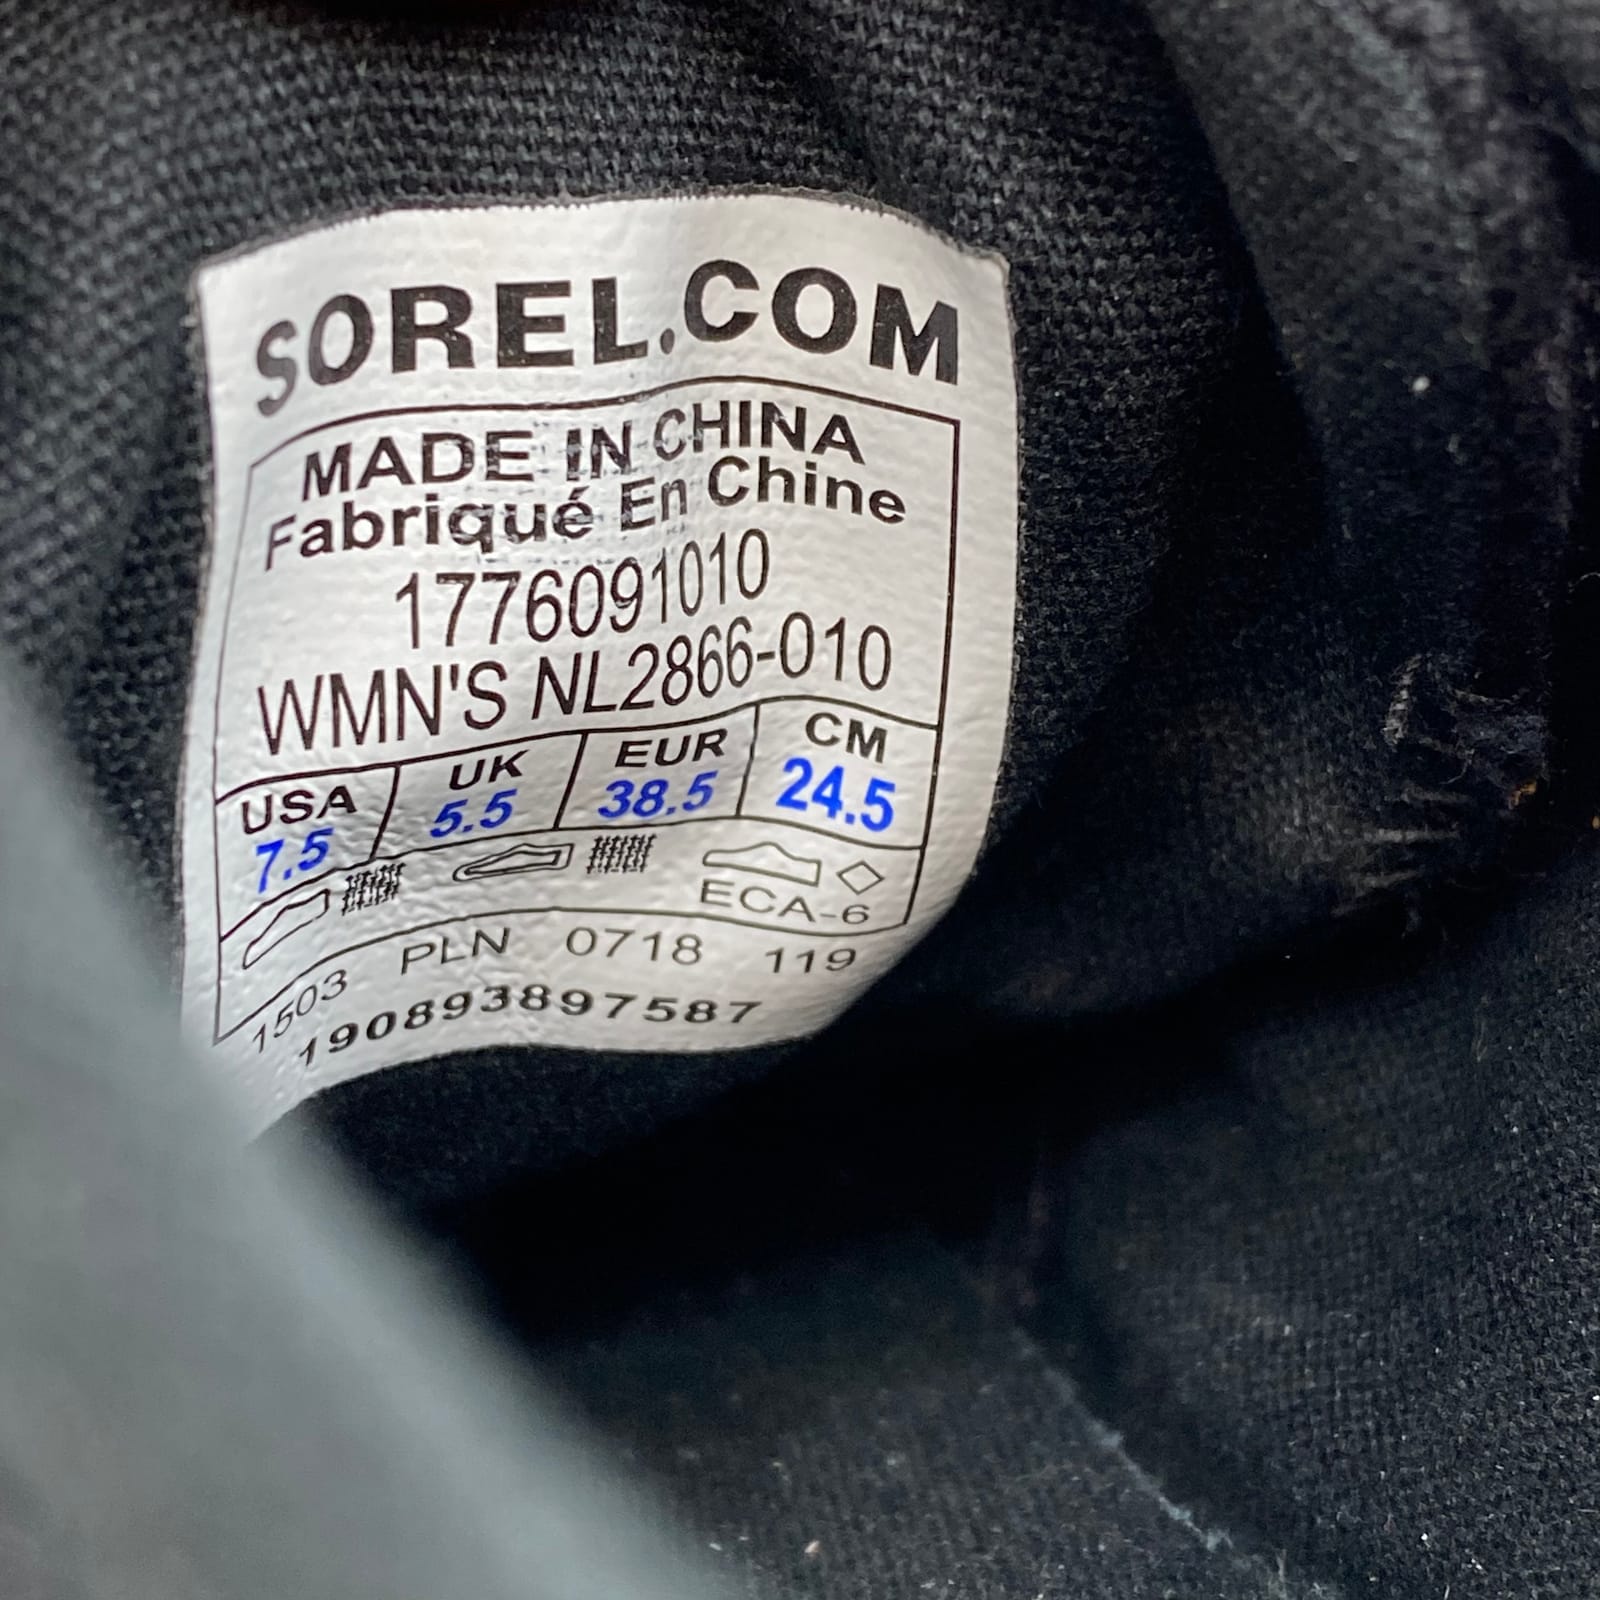 SOREL.COM
MADE IN CHINA
Fabriqué En Chine
1776091010
WMN'S NL2866-010
USA UK EUR CM
7.5 5.5 38.5 24.5
ECA-6
1503 PLN 0718 119
190893897587